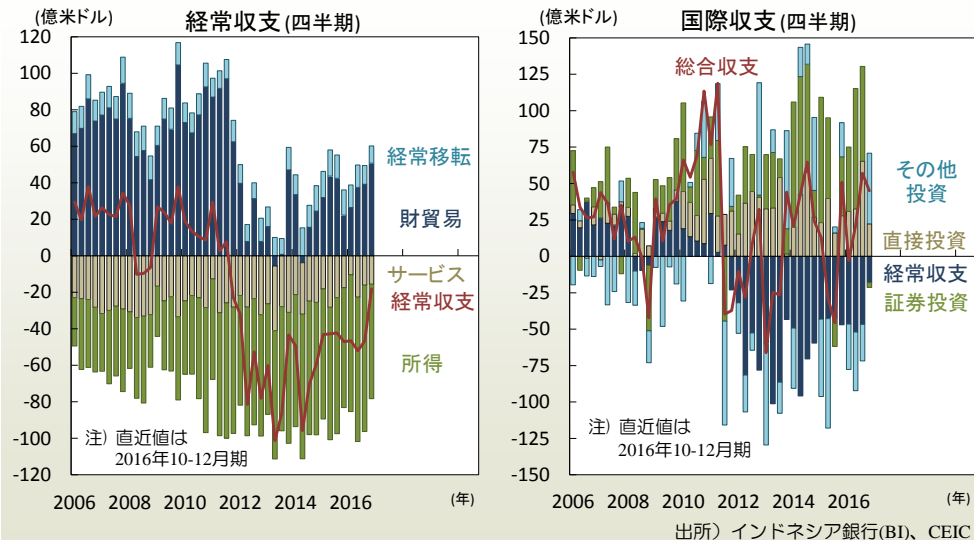 (億米ドル)
経常収支 (四半期)
120
100
80
60
40
20
0
-20
-40
-60
-80
-100
-120
経常移転
財貿易
サービス
経常収支
所得
注) 直近値は
2016年10-12月期
2006 2008 2010 2012 2014 2016 (年)
(億米ドル)
国際収支 (四半期)
150
125
100
75
50
25
0
-25
-50
-75
-100
-125
-150
総合収支
その他
投資
直接投資
経常収支
証券投資
注) 直近値は
2016年10-12月期
2006 2008 2010 2012 2014 2016 (年)
出所）インドネシア銀行(BI)、CEIC